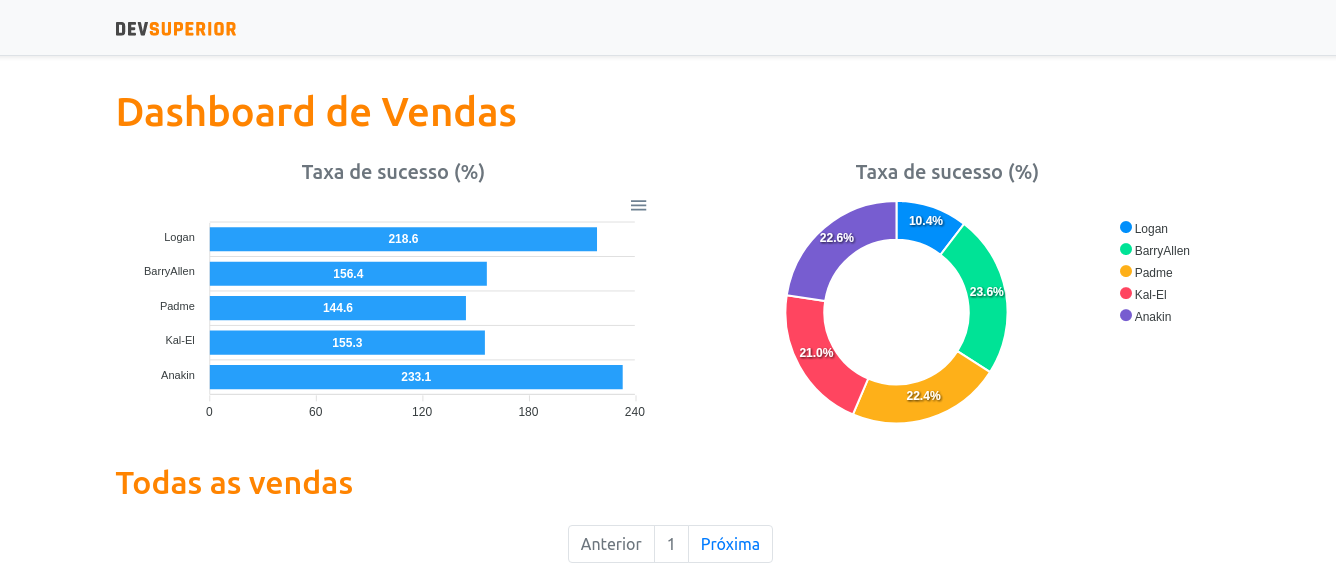 DEVSUPERIOR
Dashboard de Vendas
Taxa de sucesso (%)
Logan
218.6
BarryAllen
156.4
Padme
144.6
Kal-El
155.3
Anakin
233.1
0 60 120 180 240
Taxa de sucesso (%)
10.4%
22.6%
23.6%
21.0%
22.4%
Logan
BarryAllen
Padme
Kal-El
Anakin
Todas as vendas
Anterior 1 Próxima